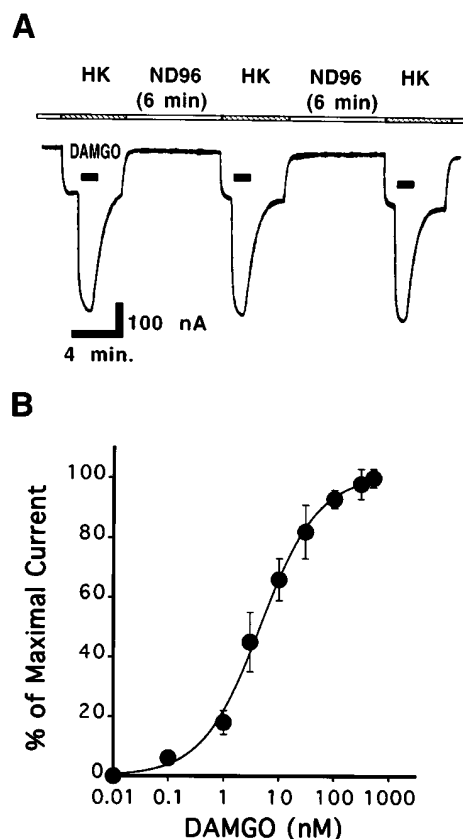 A
HK ND96 HK ND96 HK
(6 min) (6 min)
DAMGO
100 nA
4 min.
B
% of Maximal Current
100
80
60
40
20
0
0.01 0.1 1 10 100 1000
DAMGO (nM)